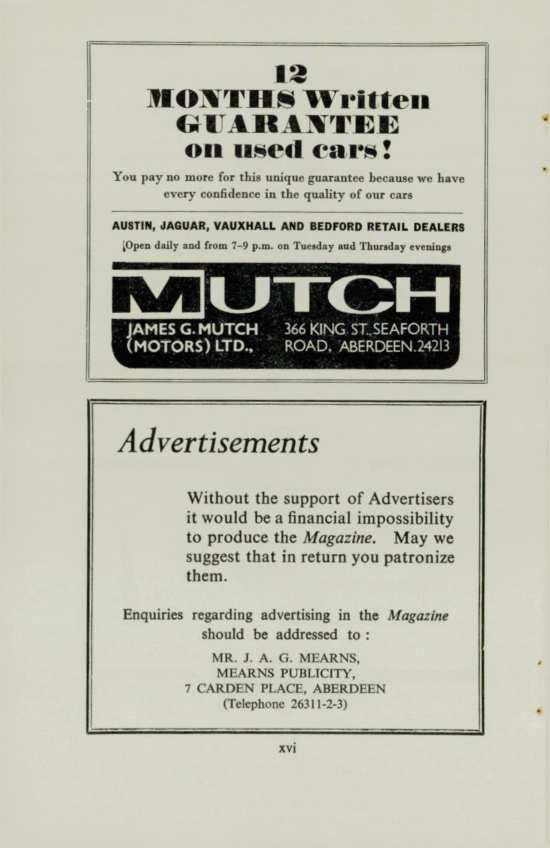 12
MONTHS Written
GUARANTEE
on used cars!
You pay no more for this unique guarantee because we have
every confidence in the quality of our cars
AUSTIN, JAGUAR, VAUXHALL AND BEDFORD RETAIL DEALERS
Open daily and from 7–9 p.m. on Tuesday aud Thursday evenings
MUTCH
JAMES G. MUTCH
(MOTORS) LTD.,
366 KING ST., SEAFORTH
ROAD, ABERDEEN. 24213
Advertisements
Without the support of Advertisers
it would be a financial impossibility
to produce the Magazine. May we
suggest that in return you patronize
them.
Enquiries regarding advertising in the Magazine
should be addressed to :
MR. J. A. G. MEARNS,
MEARNS PUBLICITY,
7 CARDEN PLACE, ABERDEEN
(Telephone 26311-2-3)
xvi